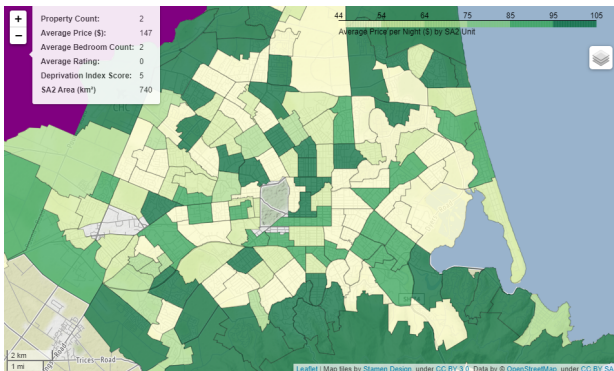 +
−
Property Count: 2
Average Price ($): 147
Average Bedroom Count: 2
Average Rating: 0
Deprivation Index Score: 5
SA2 Area (km²) 740
44 54 64 75 85 95 105
Average Price per Night ($) by SA2 Unit
2 km
1 mi
Trices Road
Leaflet | Map tiles by Stamen Design, under CC BY 3.0. Data by © OpenStreetMap, under CC BY SA